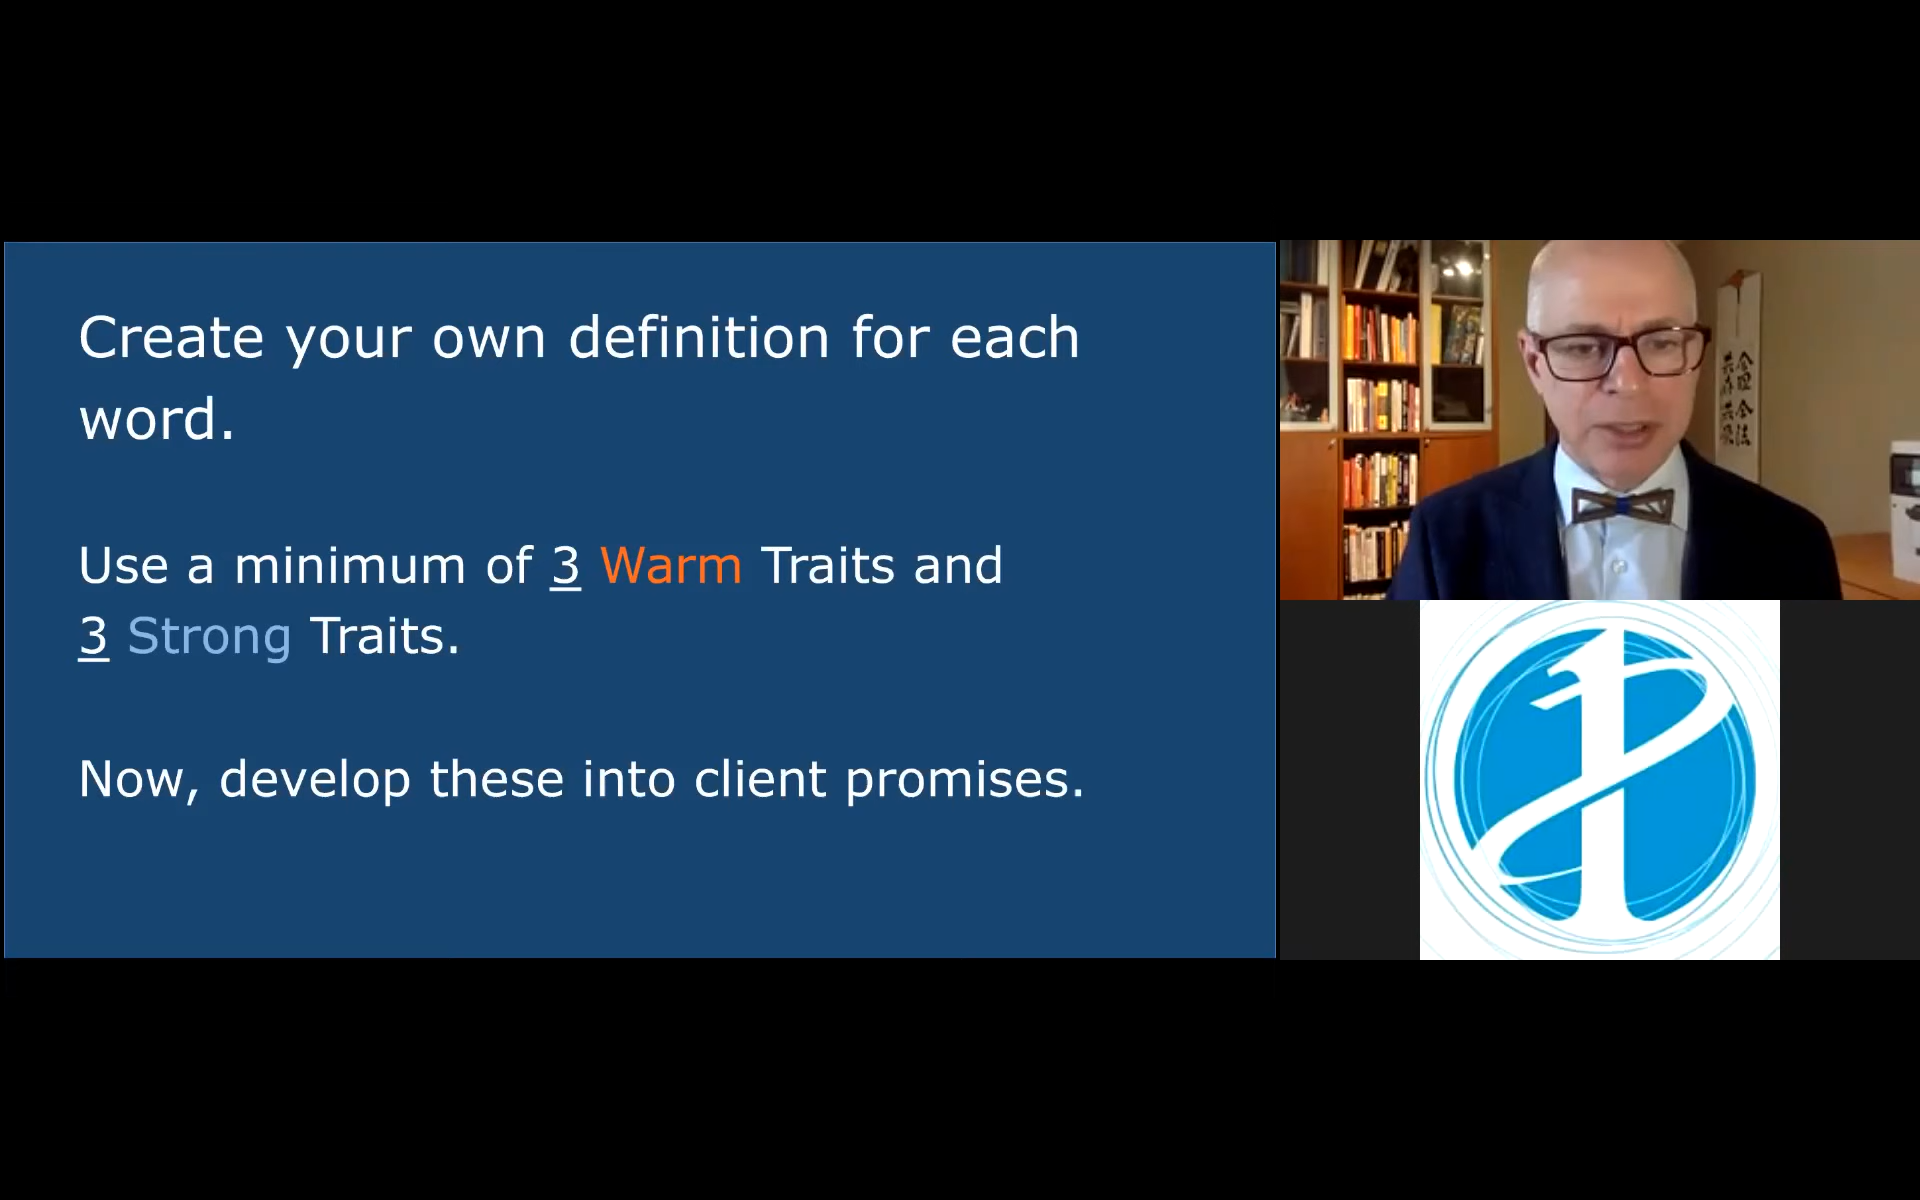 Create your own definition for each
word.
Use a minimum of 3 Warm Traits and
3 Strong Traits.
Now, develop these into client promises.